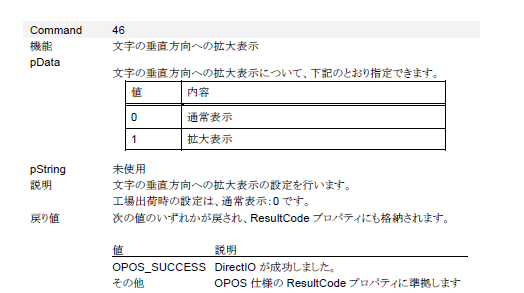 Command 46
機能 文字の垂直方向への拡大表示
pData
文字の垂直方向への拡大表示について、下記のとおり指定できます。
値 内容
0 通常表示
1 拡大表示
pString 未使用
説明 文字の垂直方向への拡大表示の設定を行います。
工場出荷時の設定は、通常表示:0 です。
戻り値 次の値のいずれかが戻され、ResultCode プロパティにも格納されます。
値 説明
OPOS_SUCCESS DirectIO が成功しました。
その他 OPOS 仕様の ResultCode プロパティに準拠します